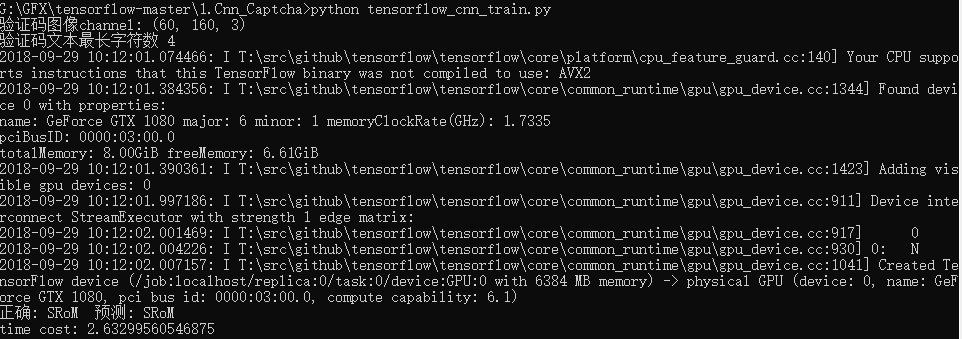 G:\GFX\tensorflow-master\1.Cnn_Captcha>python tensorflow_cnn_train.py
验证码图像channel: (60, 160, 3)
验证码文本最长字符数 4
2018-09-29 10:12:01.074466: I T:\src\github\tensorflow\tensorflow\core\platform\cpu_feature_guard.cc:140] Your CPU suppo
rts instructions that this TensorFlow binary was not compiled to use: AVX2
2018-09-29 10:12:01.384356: I T:\src\github\tensorflow\tensorflow\core\common_runtime\gpu\gpu_device.cc:1344] Found devi
ce 0 with properties:
name: GeForce GTX 1080 major: 6 minor: 1 memoryClockRate(GHz): 1.7335
pciBusID: 0000:03:00.0
totalMemory: 8.00GiB freeMemory: 6.61GiB
2018-09-29 10:12:01.390361: I T:\src\github\tensorflow\tensorflow\core\common_runtime\gpu\gpu_device.cc:1423] Adding vis
ible gpu devices: 0
2018-09-29 10:12:01.997186: I T:\src\github\tensorflow\tensorflow\core\common_runtime\gpu\gpu_device.cc:911] Device inte
rconnect StreamExecutor with strength 1 edge matrix:
2018-09-29 10:12:02.001469: I T:\src\github\tensorflow\tensorflow\core\common_runtime\gpu\gpu_device.cc:917]      0
2018-09-29 10:12:02.004226: I T:\src\github\tensorflow\tensorflow\core\common_runtime\gpu\gpu_device.cc:930] 0:   N
2018-09-29 10:12:02.007157: I T:\src\github\tensorflow\tensorflow\core\common_runtime\gpu\gpu_device.cc:1041] Created Te
nsorFlow device (/job:localhost/replica:0/task:0/device:GPU:0 with 6384 MB memory) -> physical GPU (device: 0, name: GeF
orce GTX 1080, pci bus id: 0000:03:00.0, compute capability: 6.1)
正确: SRoM  预测: SRoM
time cost: 2.63299560546875